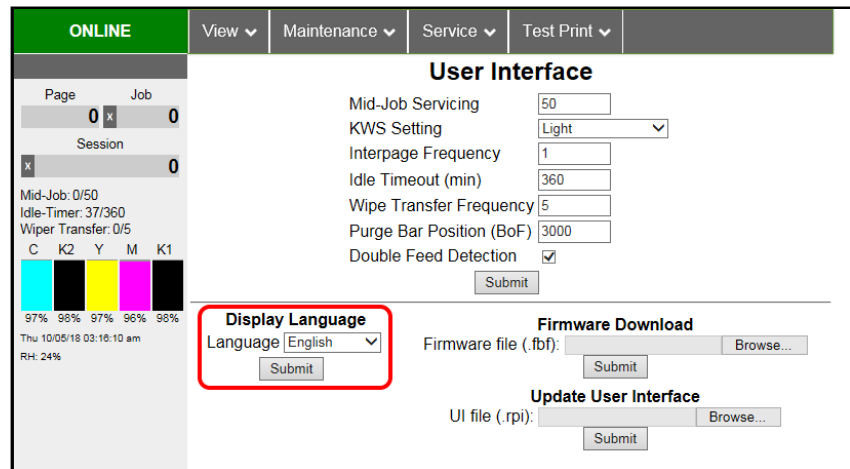 ONLINE
View Maintenance Service Test Print
User Interface
Page Job
0 x 0
Session
x 0
Mid-Job: 0/50
Idle-Timer: 37/360
Wiper Transfer: 0/5
C K2 Y M K1
97% 98% 97% 96% 98%
Thu 10/05/18 03:16:10 am
RH: 24%
Mid-Job Servicing 50
KWS Setting Light
Interpage Frequency 1
Idle Timeout (min) 360
Wipe Transfer Frequency 5
Purge Bar Position (BoF) 3000
Double Feed Detection
Submit
Display Language
Language English
Submit
Firmware Download
Firmware file (.fbf): Browse...
Submit
Update User Interface
UI file (.rpi): Browse...
Submit